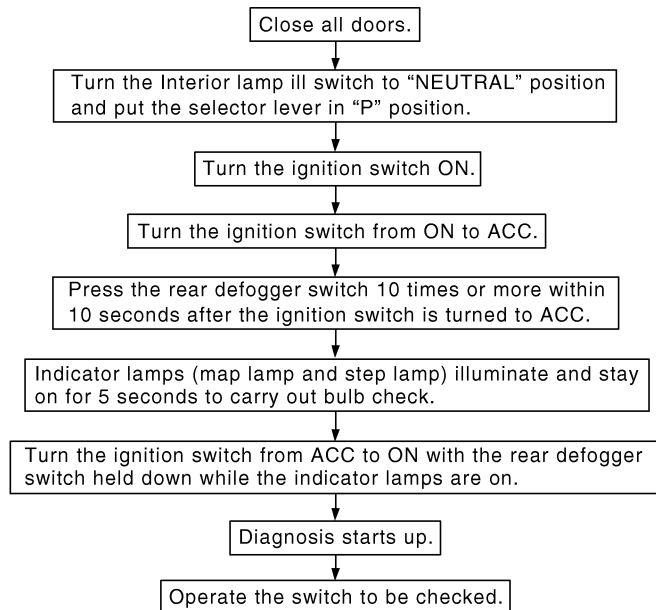 Close all doors.
Turn the Interior lamp ill switch to “NEUTRAL” position
and put the selector lever in “P” position.
Turn the ignition switch ON.
Turn the ignition switch from ON to ACC.
Press the rear defogger switch 10 times or more within
10 seconds after the ignition switch is turned to ACC.
Indicator lamps (map lamp and step lamp) illuminate and stay
on for 5 seconds to carry out bulb check.
Turn the ignition switch from ACC to ON with the rear defogger
switch held down while the indicator lamps are on.
Diagnosis starts up.
Operate the switch to be checked.